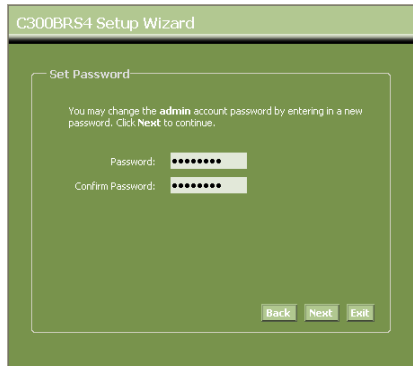 C300BRS4 Setup Wizard
Set Password
You may change the admin account password by entering in a new
password. Click Next to continue.
Password: ●●●●●●●●
Confirm Password: ●●●●●●●●
Back Next Exit